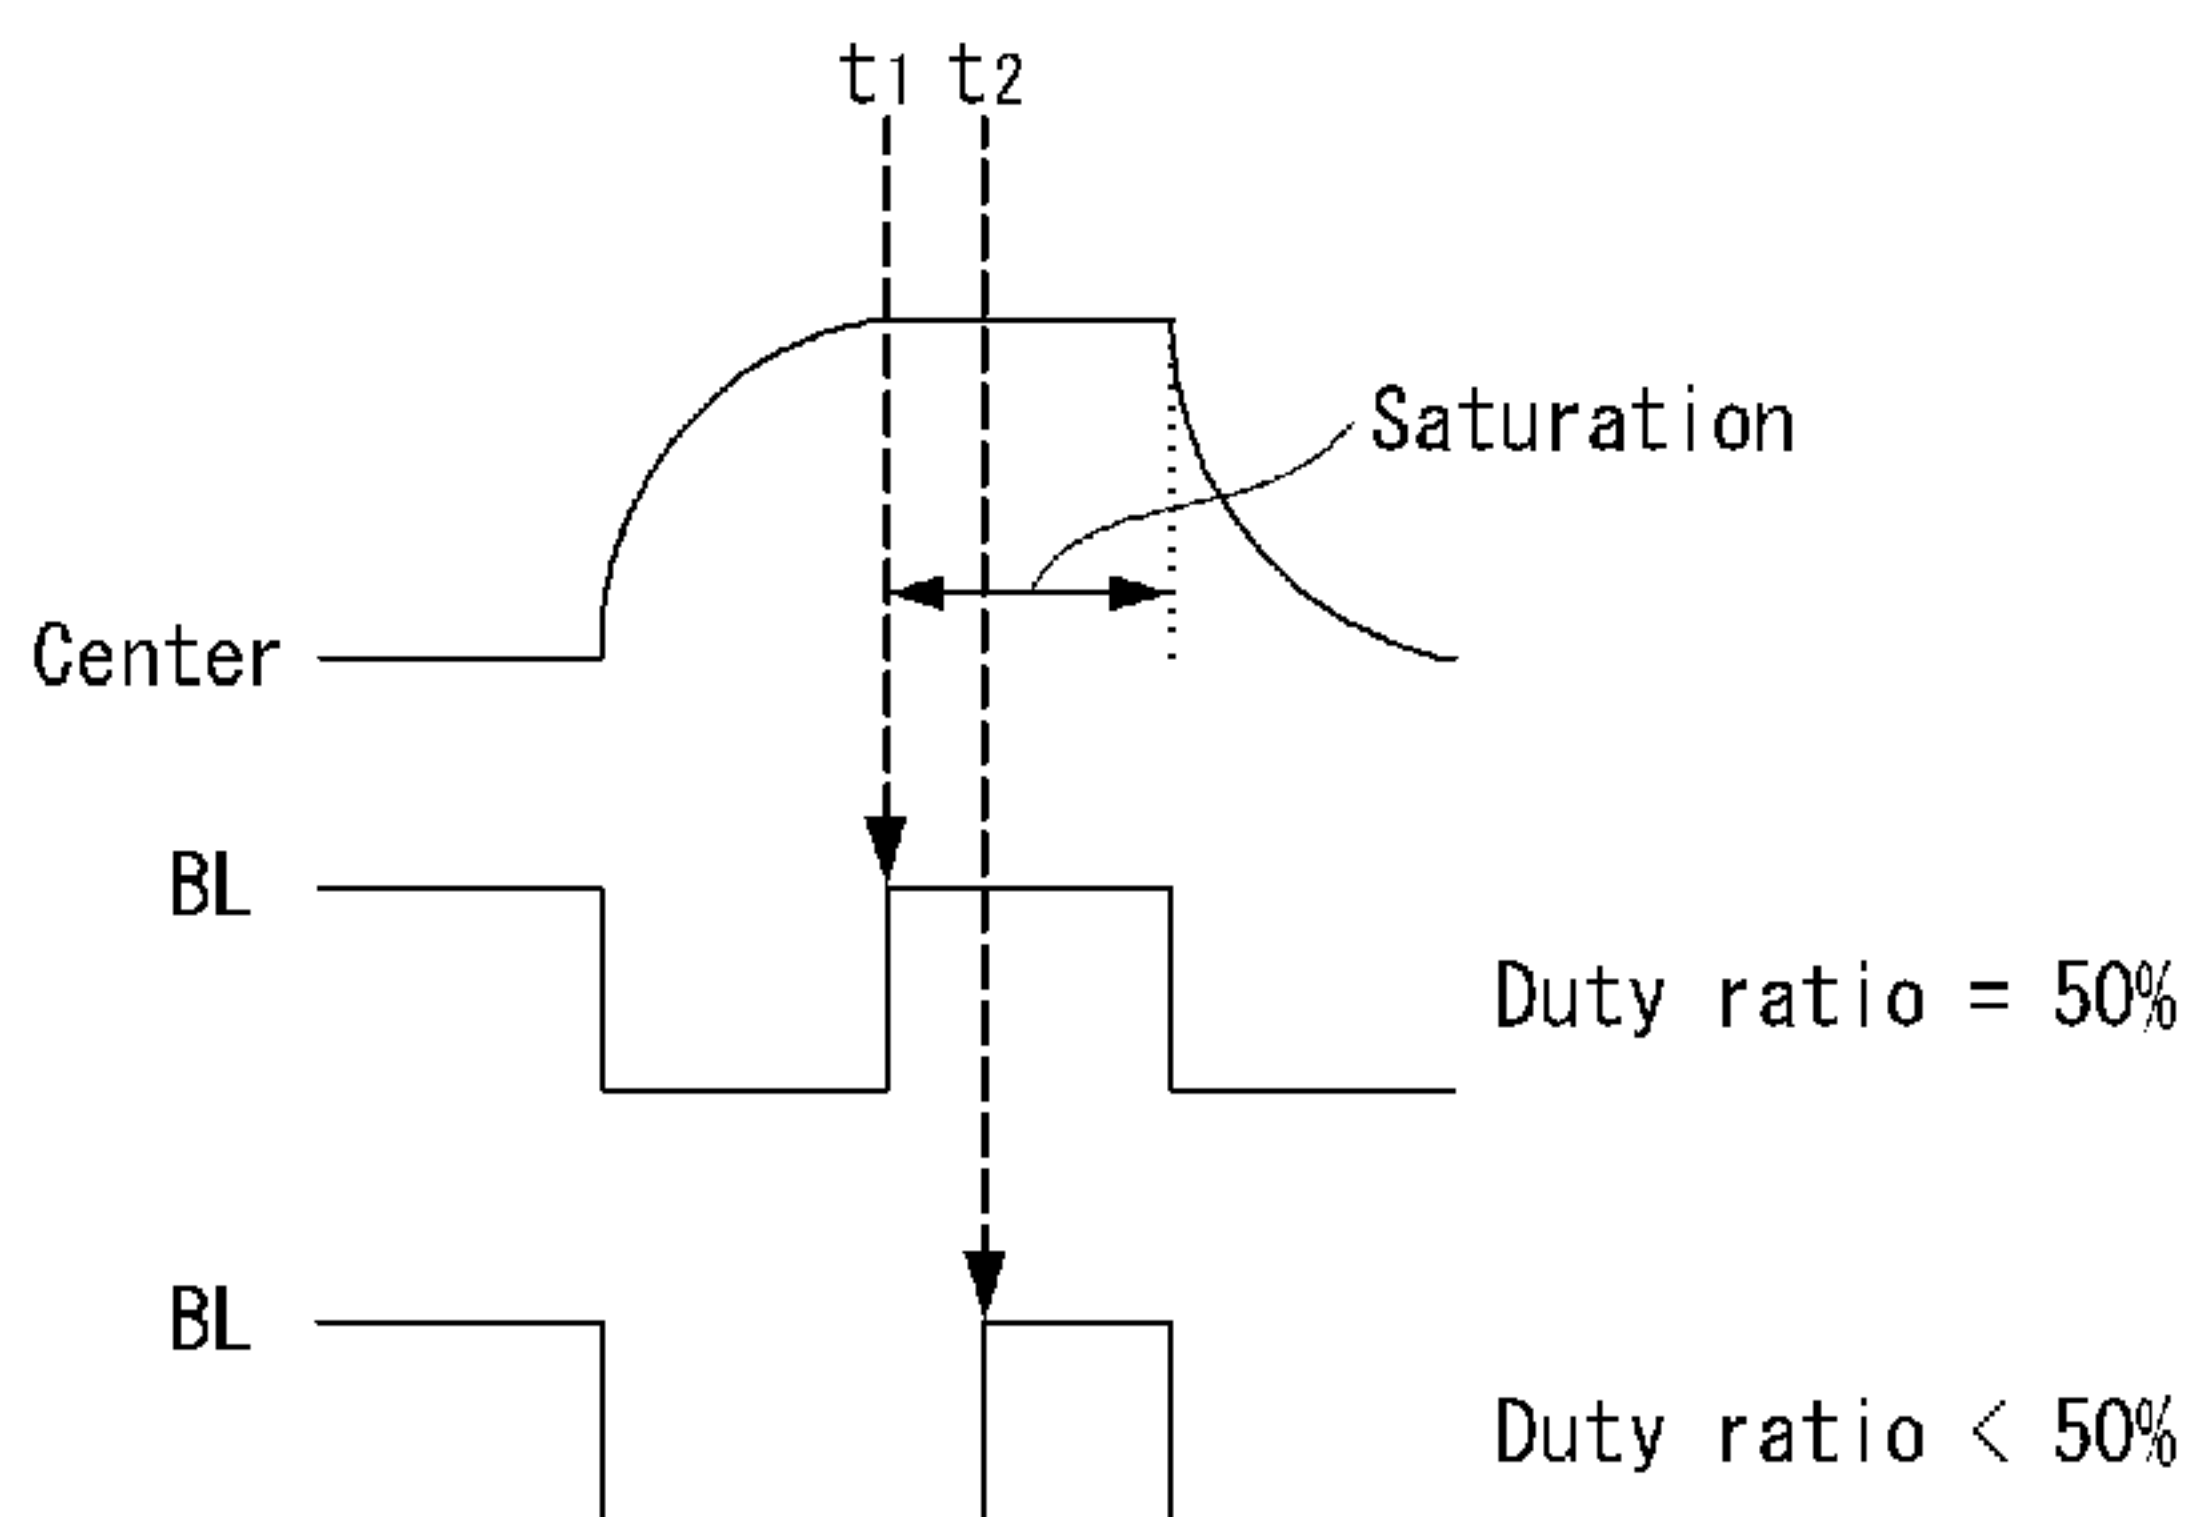 t1 t2
Saturation
Center
BL
Duty ratio = 50%
BL
Duty ratio < 50%